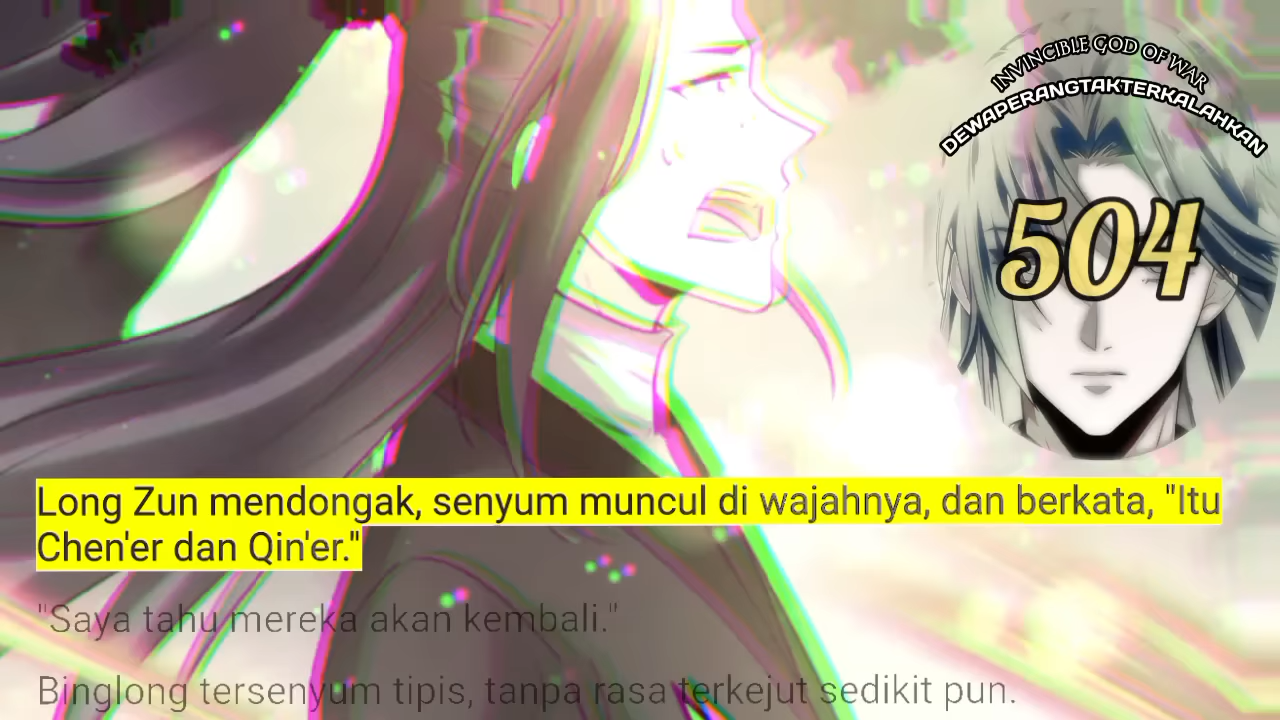 INVINCIBLE GOD OF WAR
DEWAPERANGTAKTERKALAHKAN
504
Long Zun mendongak, senyum muncul di wajahnya, dan berkata, "Itu
Chen'er dan Qin'er."
"Saya tahu mereka akan kembali."
Binglong tersenyum tipis, tanpa rasa terkejut sedikit pun.